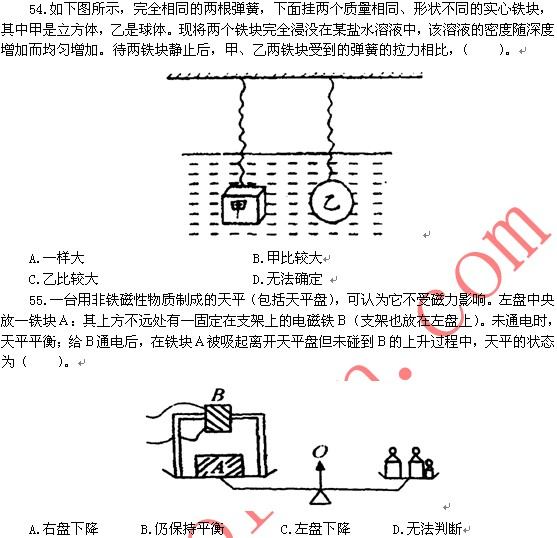 54.如下图所示，完全相同的两根弹簧，下面挂两个质量相同、形状不同的实心铁块，
其中甲是立方体，乙是球体。现将两个铁块完全浸没在某盐水溶液中，该溶液的密度随深度
增加而均匀增加。待两铁块静止后，甲、乙两铁块受到的弹簧的拉力相比，（　　）。
甲
乙
A.一样大　　B.甲比较大
C.乙比较大　　D.无法确定
55.一台用非铁磁性物质制成的天平（包括天平盘），可认为它不受磁力影响。左盘中央
放一铁块A：其上方不远处有一固定在支架上的电磁铁B（支架也放在左盘上）。未通电时，
天平平衡；给B通电后，在铁块A被吸起离开天平盘但未碰到B的上升过程中，天平的状态
为（　　）。
B
A
O
A.右盘下降　　B.仍保持平衡　　C.左盘下降　　D.无法判断